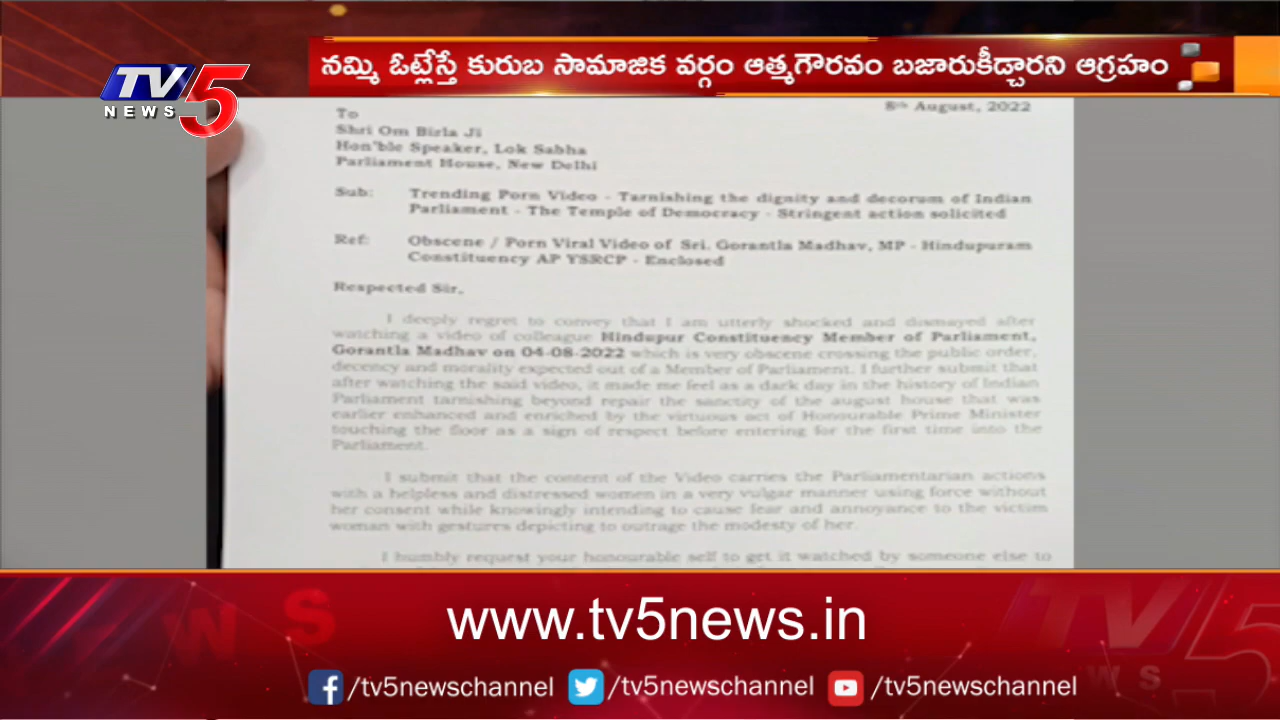 నమ్మి ఓట్లేస్తే కురుబ సామాజిక వర్గం ఆత్మగౌరవం బజారుకీడ్చారని ఆగ్రహం
TV5
NEWS
8th August, 2022
To
Shri Om Birla Ji
Hon'ble Speaker, Lok Sabha
Parliament House, New Delhi
Sub: Trending Porn Video - Tarnishing the dignity and decorum of Indian
Parliament - The Temple of Democracy - Stringent action solicited
Ref: Obscene / Porn Viral Video of Sri. Gorantla Madhav, MP - Hindupuram
Constituency AP YSRCP - Enclosed
Respected Sir,
I deeply regret to convey that I am utterly shocked and dismayed after
watching a video of colleague Hindupur Constituency Member of Parliament,
Gorantla Madhav on 04-08-2022 which is very obscene crossing the public order,
decency and morality expected out of a Member of Parliament. I further submit that
after watching the said video, it made me feel as a dark day in the history of Indian
Parliament tarnishing beyond repair the sanctity of the august house that was
earlier enhanced and enriched by the virtuous act of Honourable Prime Minister
touching the floor as a sign of respect before entering for the first time into the
Parliament.
I submit that the content of the Video carries the Parliamentarian actions
with a helpless and distressed women in a very vulgar manner using force without
her consent while knowingly intending to cause fear and annoyance to the victim
woman with gestures depicting to outrage the modesty of her.
I humbly request your honourable self to get it watched by someone else to
www.tv5news.in
/tv5newschannel /tv5newschannel /tv5newschannel